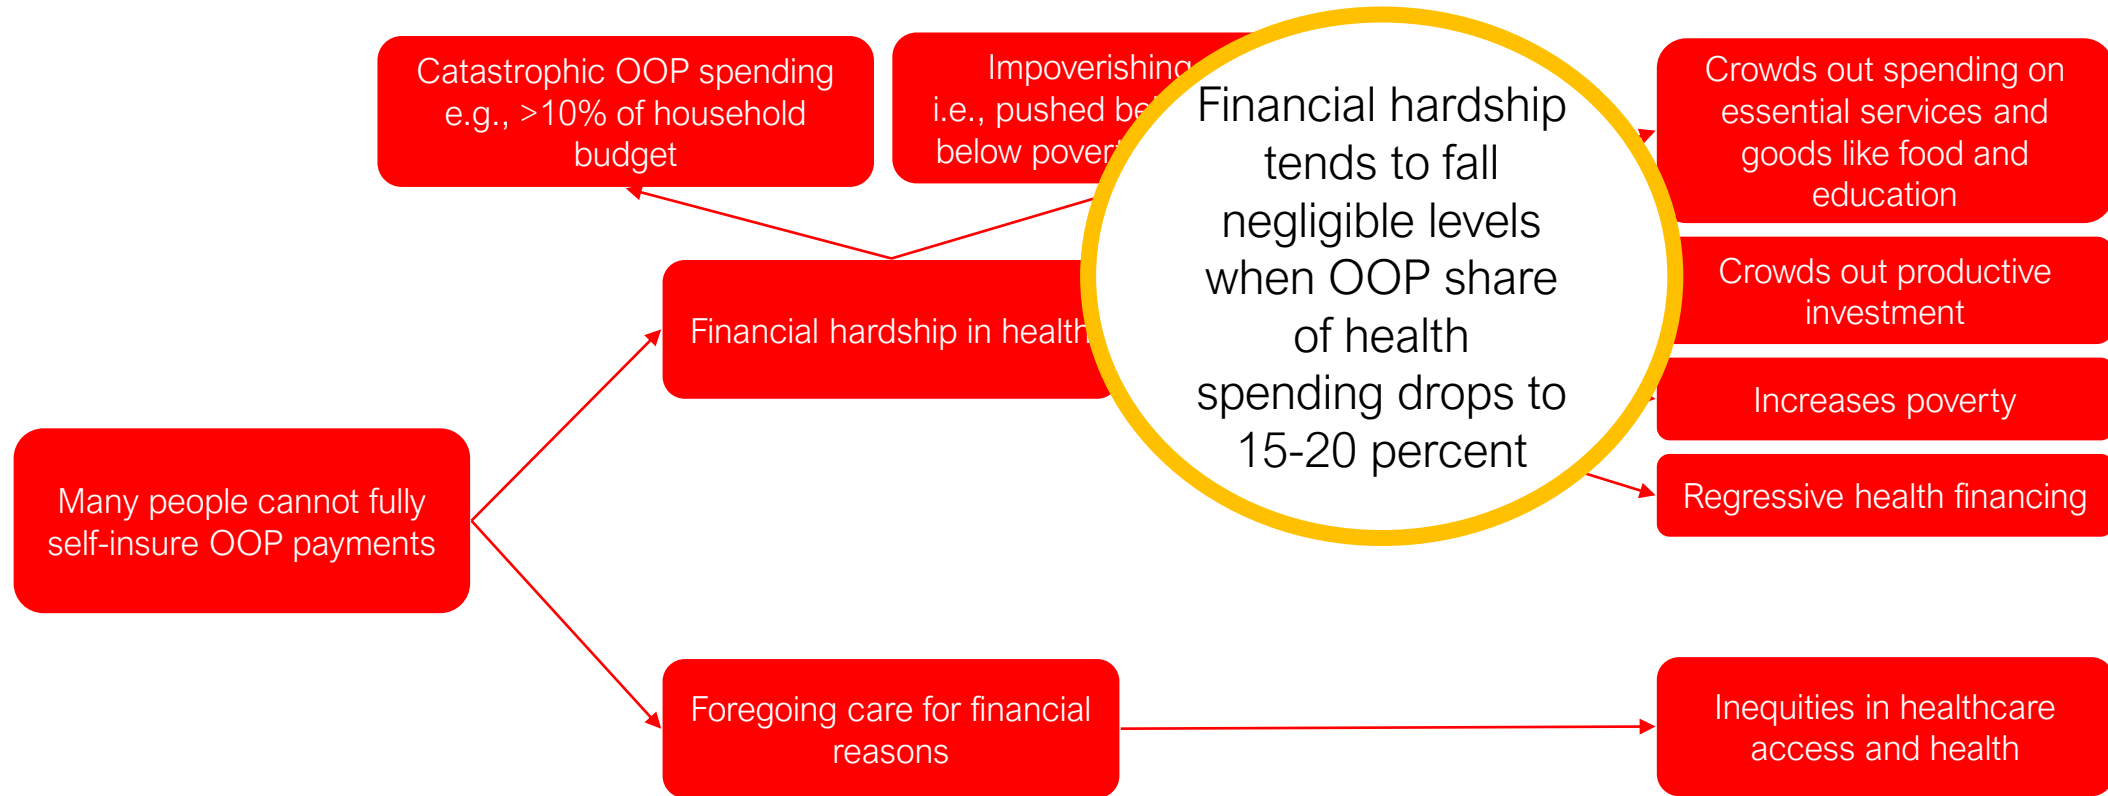 Catastrophic OOP spending
e.g., >10% of household
budget
Impoverishing
i.e., pushed
below
Financial hardship
tends to fall
negligible levels
when OOP share
of health
spending drops to
15-20 percent
Crowds out spending on
essential services and
goods like food and
education
Crowds out productive
investment
Financial hardship in health
Increases poverty
Regressive health financing
Many people cannot fully
self-insure OOP payments
Foregoing care for financial
reasons
Inequities in healthcare
access and health